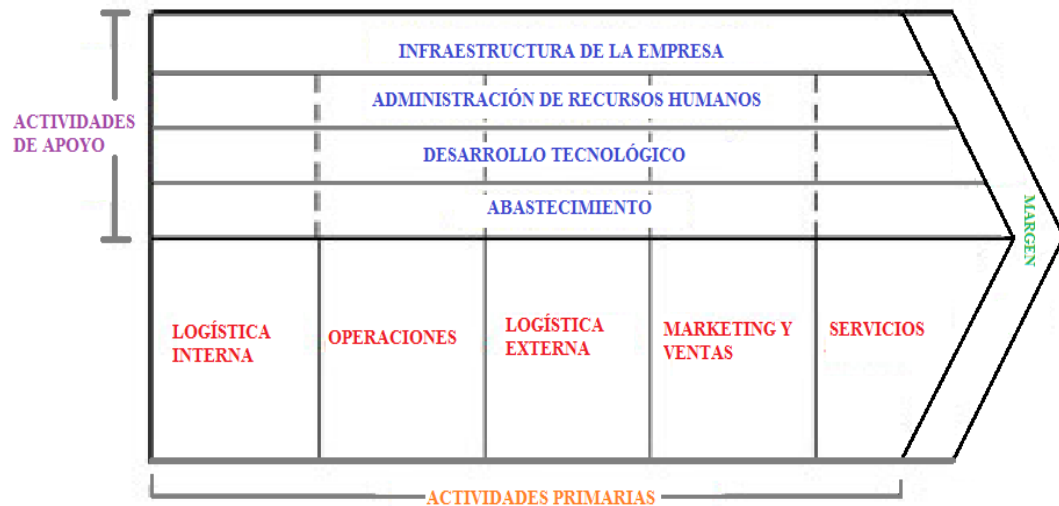 INFRAESTRUCTURA DE LA EMPRESA
ADMINISTRACIÓN DE RECURSOS HUMANOS
ACTIVIDADES
DE APOYO
DESARROLLO TECNOLÓGICO
ABASTECIMIENTO
MARGEN
LOGÍSTICA
INTERNA
OPERACIONES
LOGÍSTICA
EXTERNA
MARKETING Y
VENTAS
SERVICIOS
ACTIVIDADES PRIMARIAS